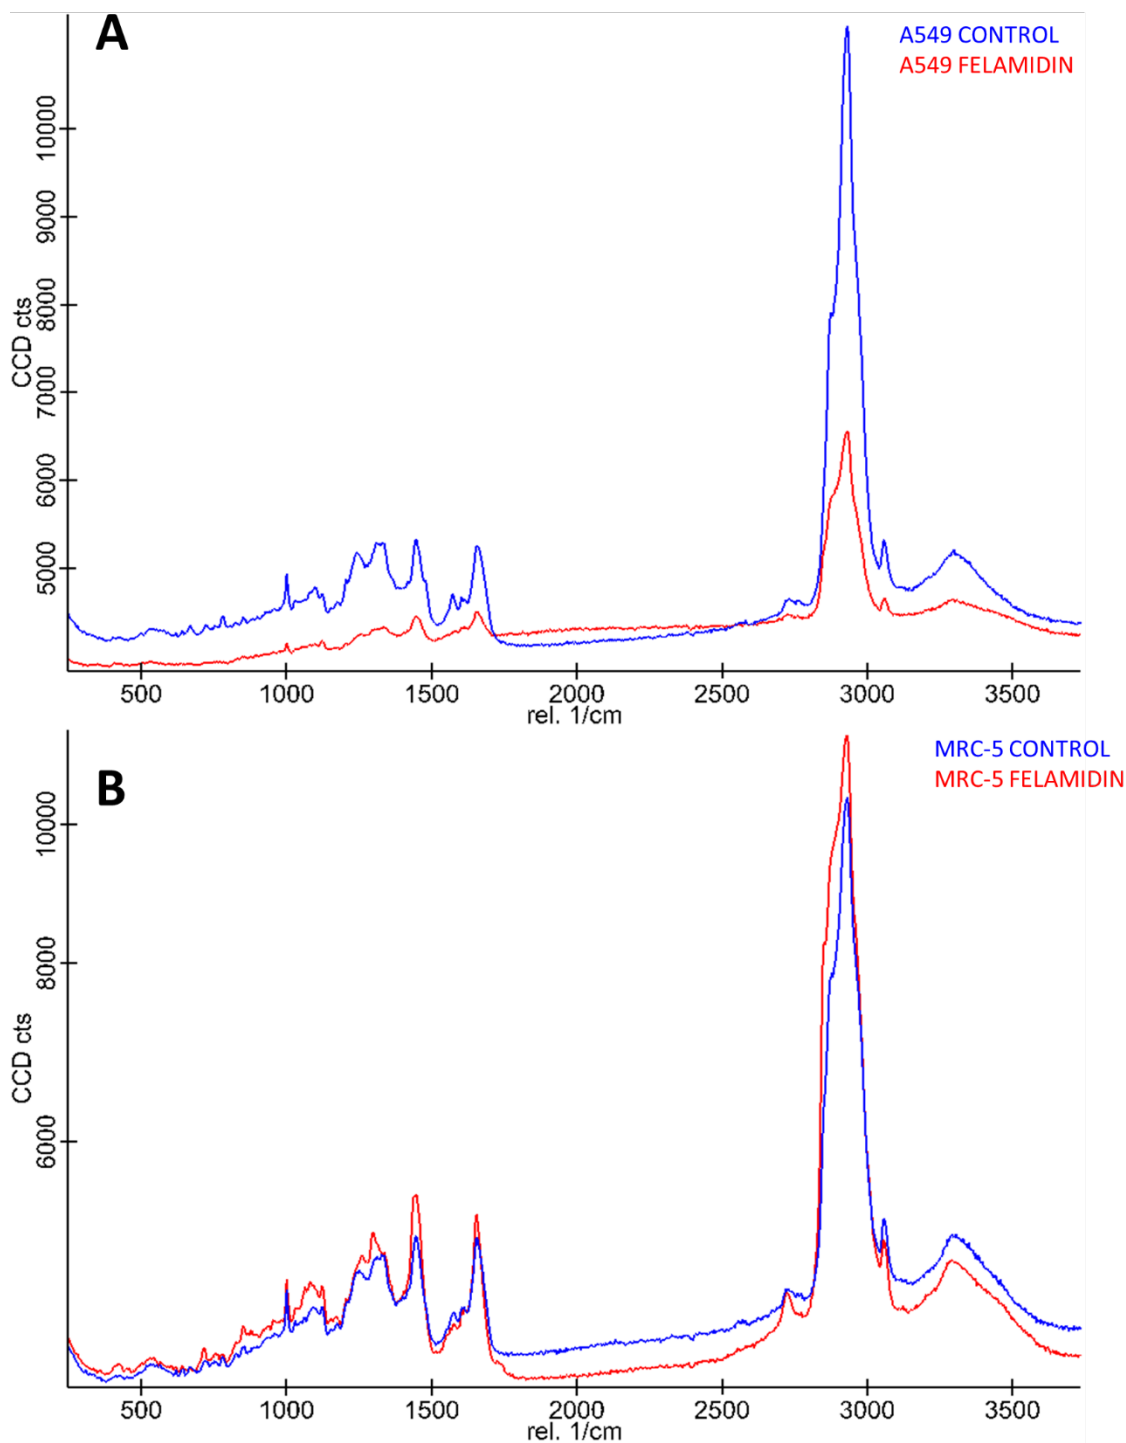 A
A549 CONTROL
A549 FELAMIDIN
10000
9000
8000
7000
6000
5000
CCD cts
500 1000 1500 2000 2500 3000 3500
rel. 1/cm
B
MRC-5 CONTROL
MRC-5 FELAMIDIN
10000
8000
6000
CCD cts
500 1000 1500 2000 2500 3000 3500
rel. 1/cm